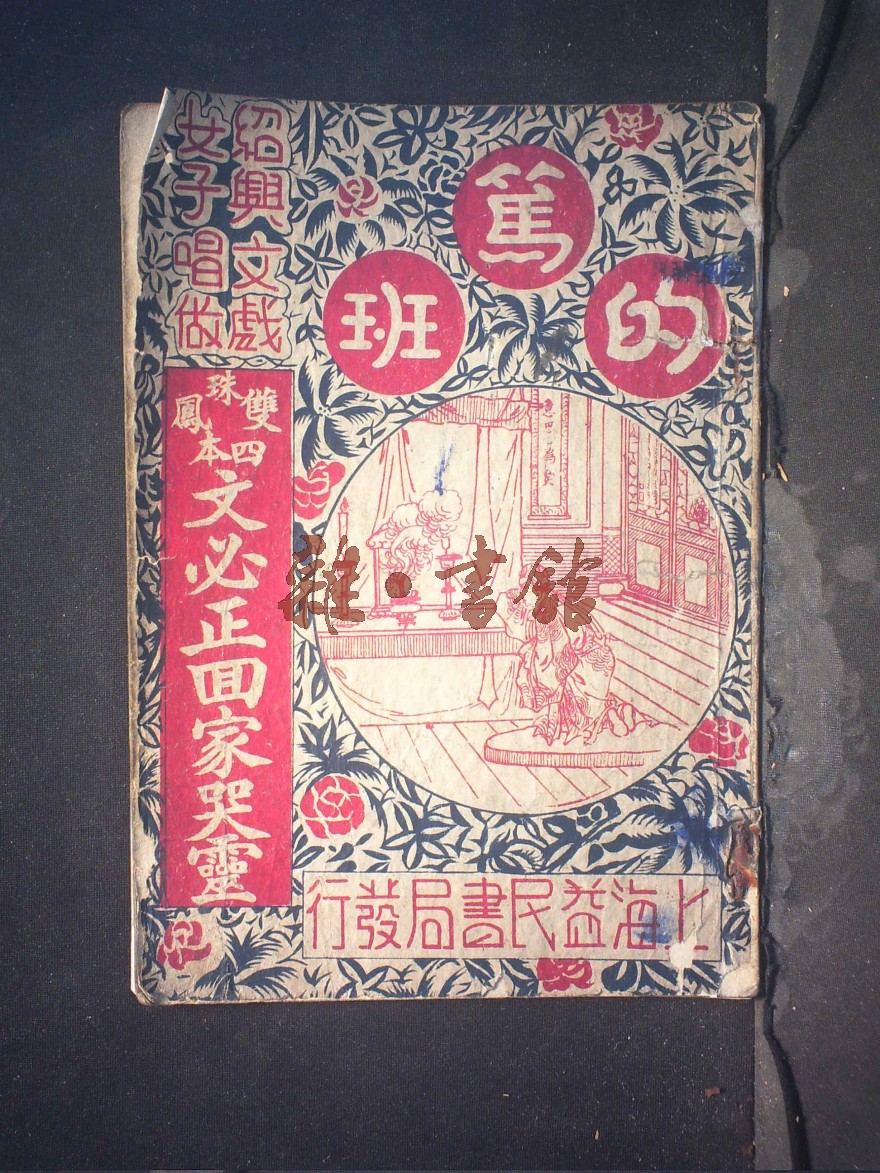 的篤班
紹興文戲
女子唱做
雙珠鳳
四本
文必正回家哭靈
上海益民書局發行
雜·書館